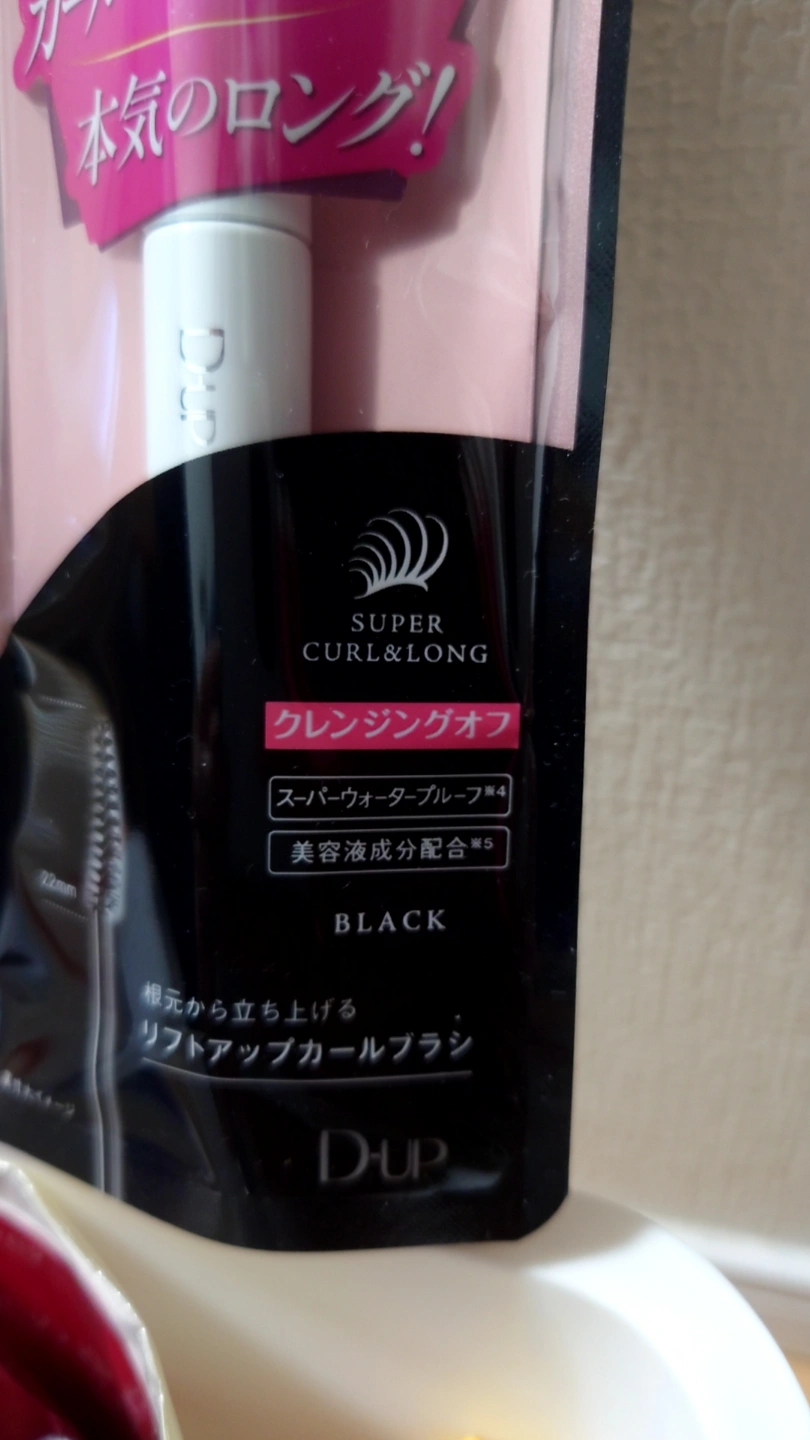 本気のロング!
D-UP
SUPER
CURL&LONG
クレンジングオフ
スーパーウォータープルーフ※4
美容液成分配合※5
22mm
BLACK
根元から立ち上げる
リフトアップカールブラシ
D-UP